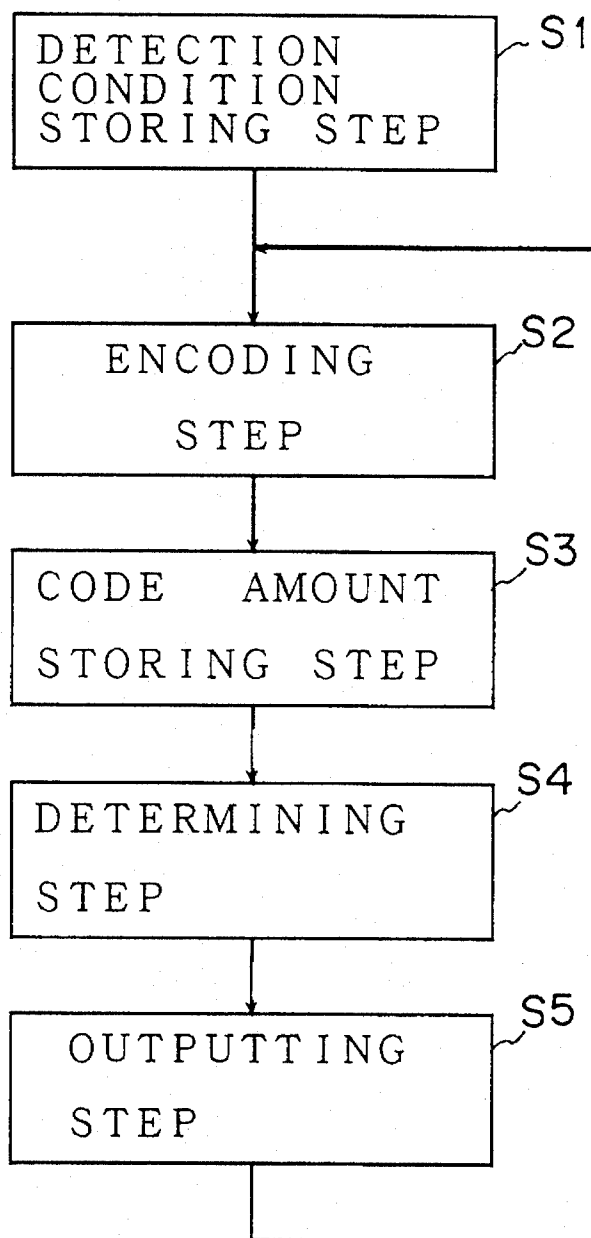 S1
DETECTION
CONDITION
STORING STEP
S2
ENCODING
STEP
S3
CODE AMOUNT
STORING STEP
S4
DETERMINING
STEP
S5
OUTPUTTING
STEP